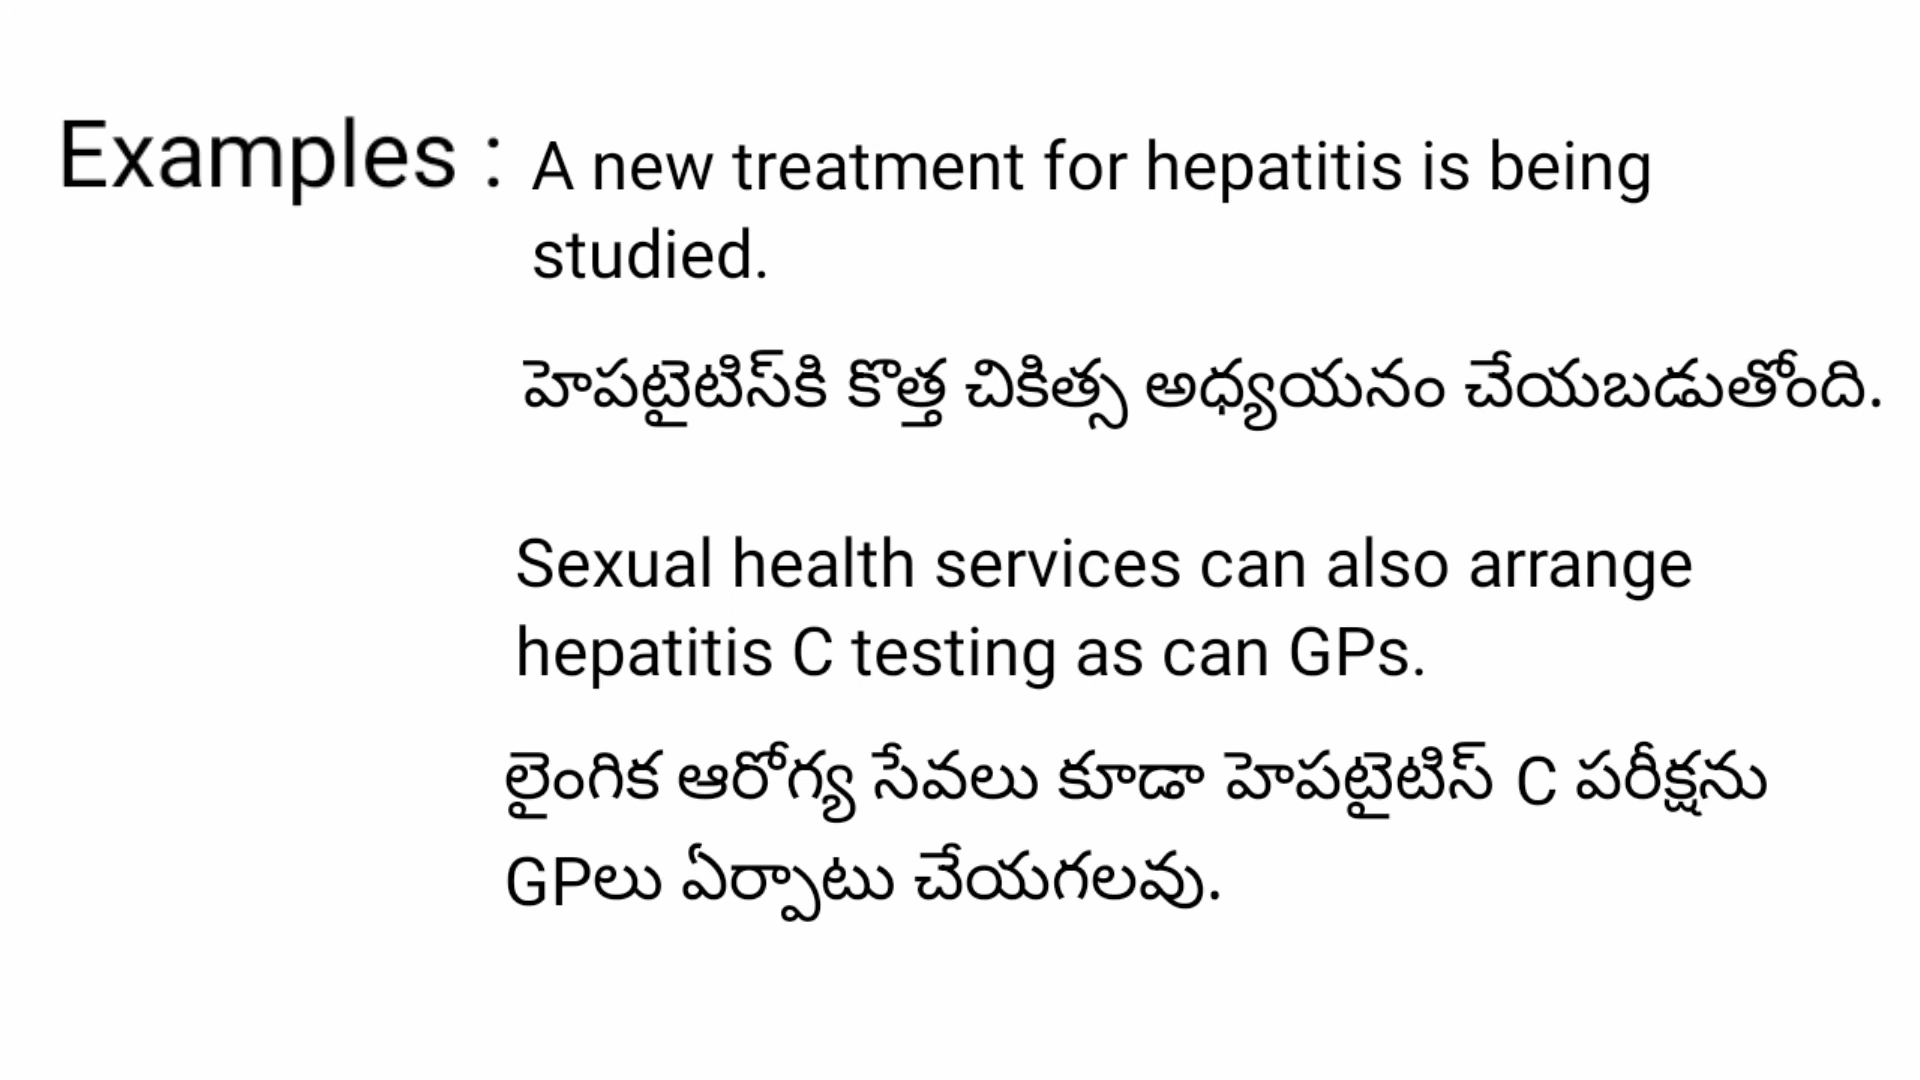 Examples : A new treatment for hepatitis is being
studied.
హెపటైటిస్‌కి కొత్త చికిత్స అధ్యయనం చేయబడుతోంది.
Sexual health services can also arrange
hepatitis C testing as can GPs.
లైంగిక ఆరోగ్య సేవలు కూడా హెపటైటిస్ C పరీక్షను
GPలు ఏర్పాటు చేయగలవు.